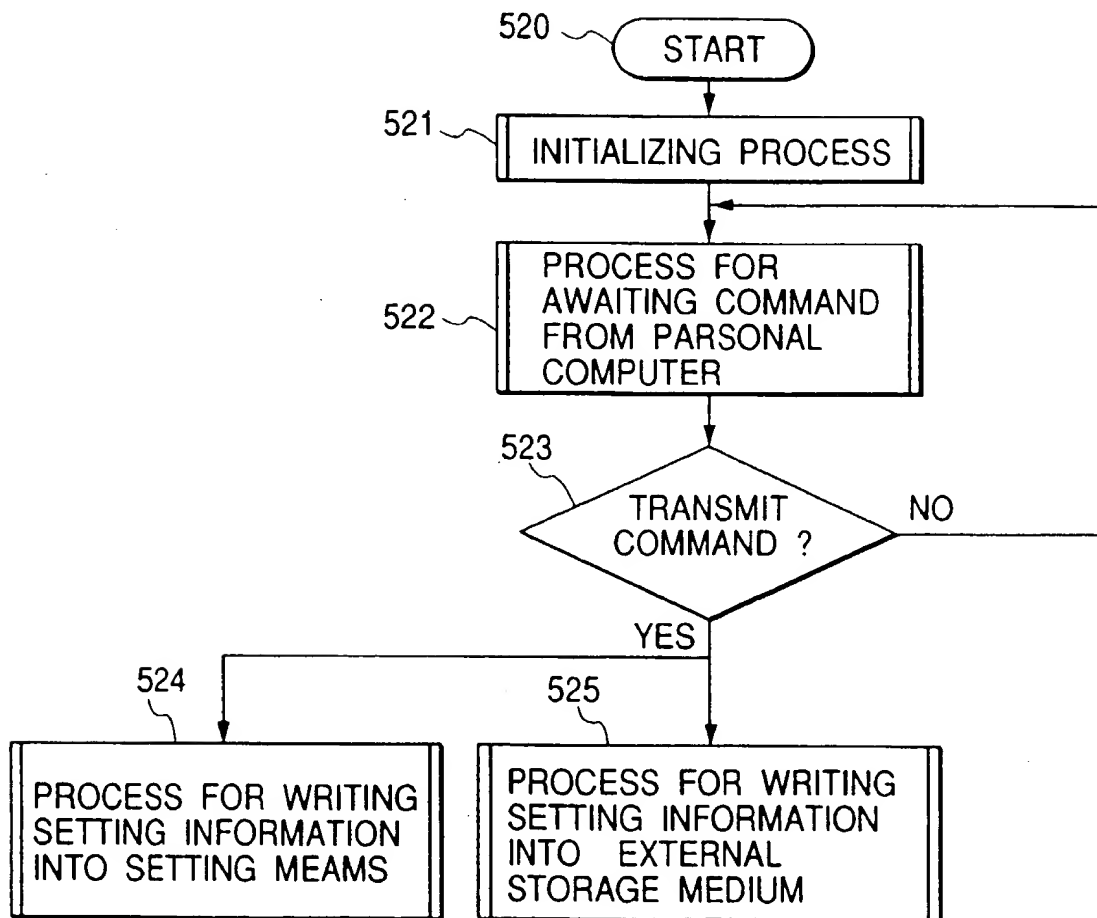 520
START
521
INITIALIZING PROCESS
522
PROCESS FOR
AWAITING COMMAND
FROM PARSONAL
COMPUTER
523
TRANSMIT
COMMAND ?
NO
YES
524
PROCESS FOR WRITING
SETTING INFORMATION
INTO SETTING MEAMS
525
PROCESS FOR WRITING
SETTING INFORMATION
INTO EXTERNAL
STORAGE MEDIUM